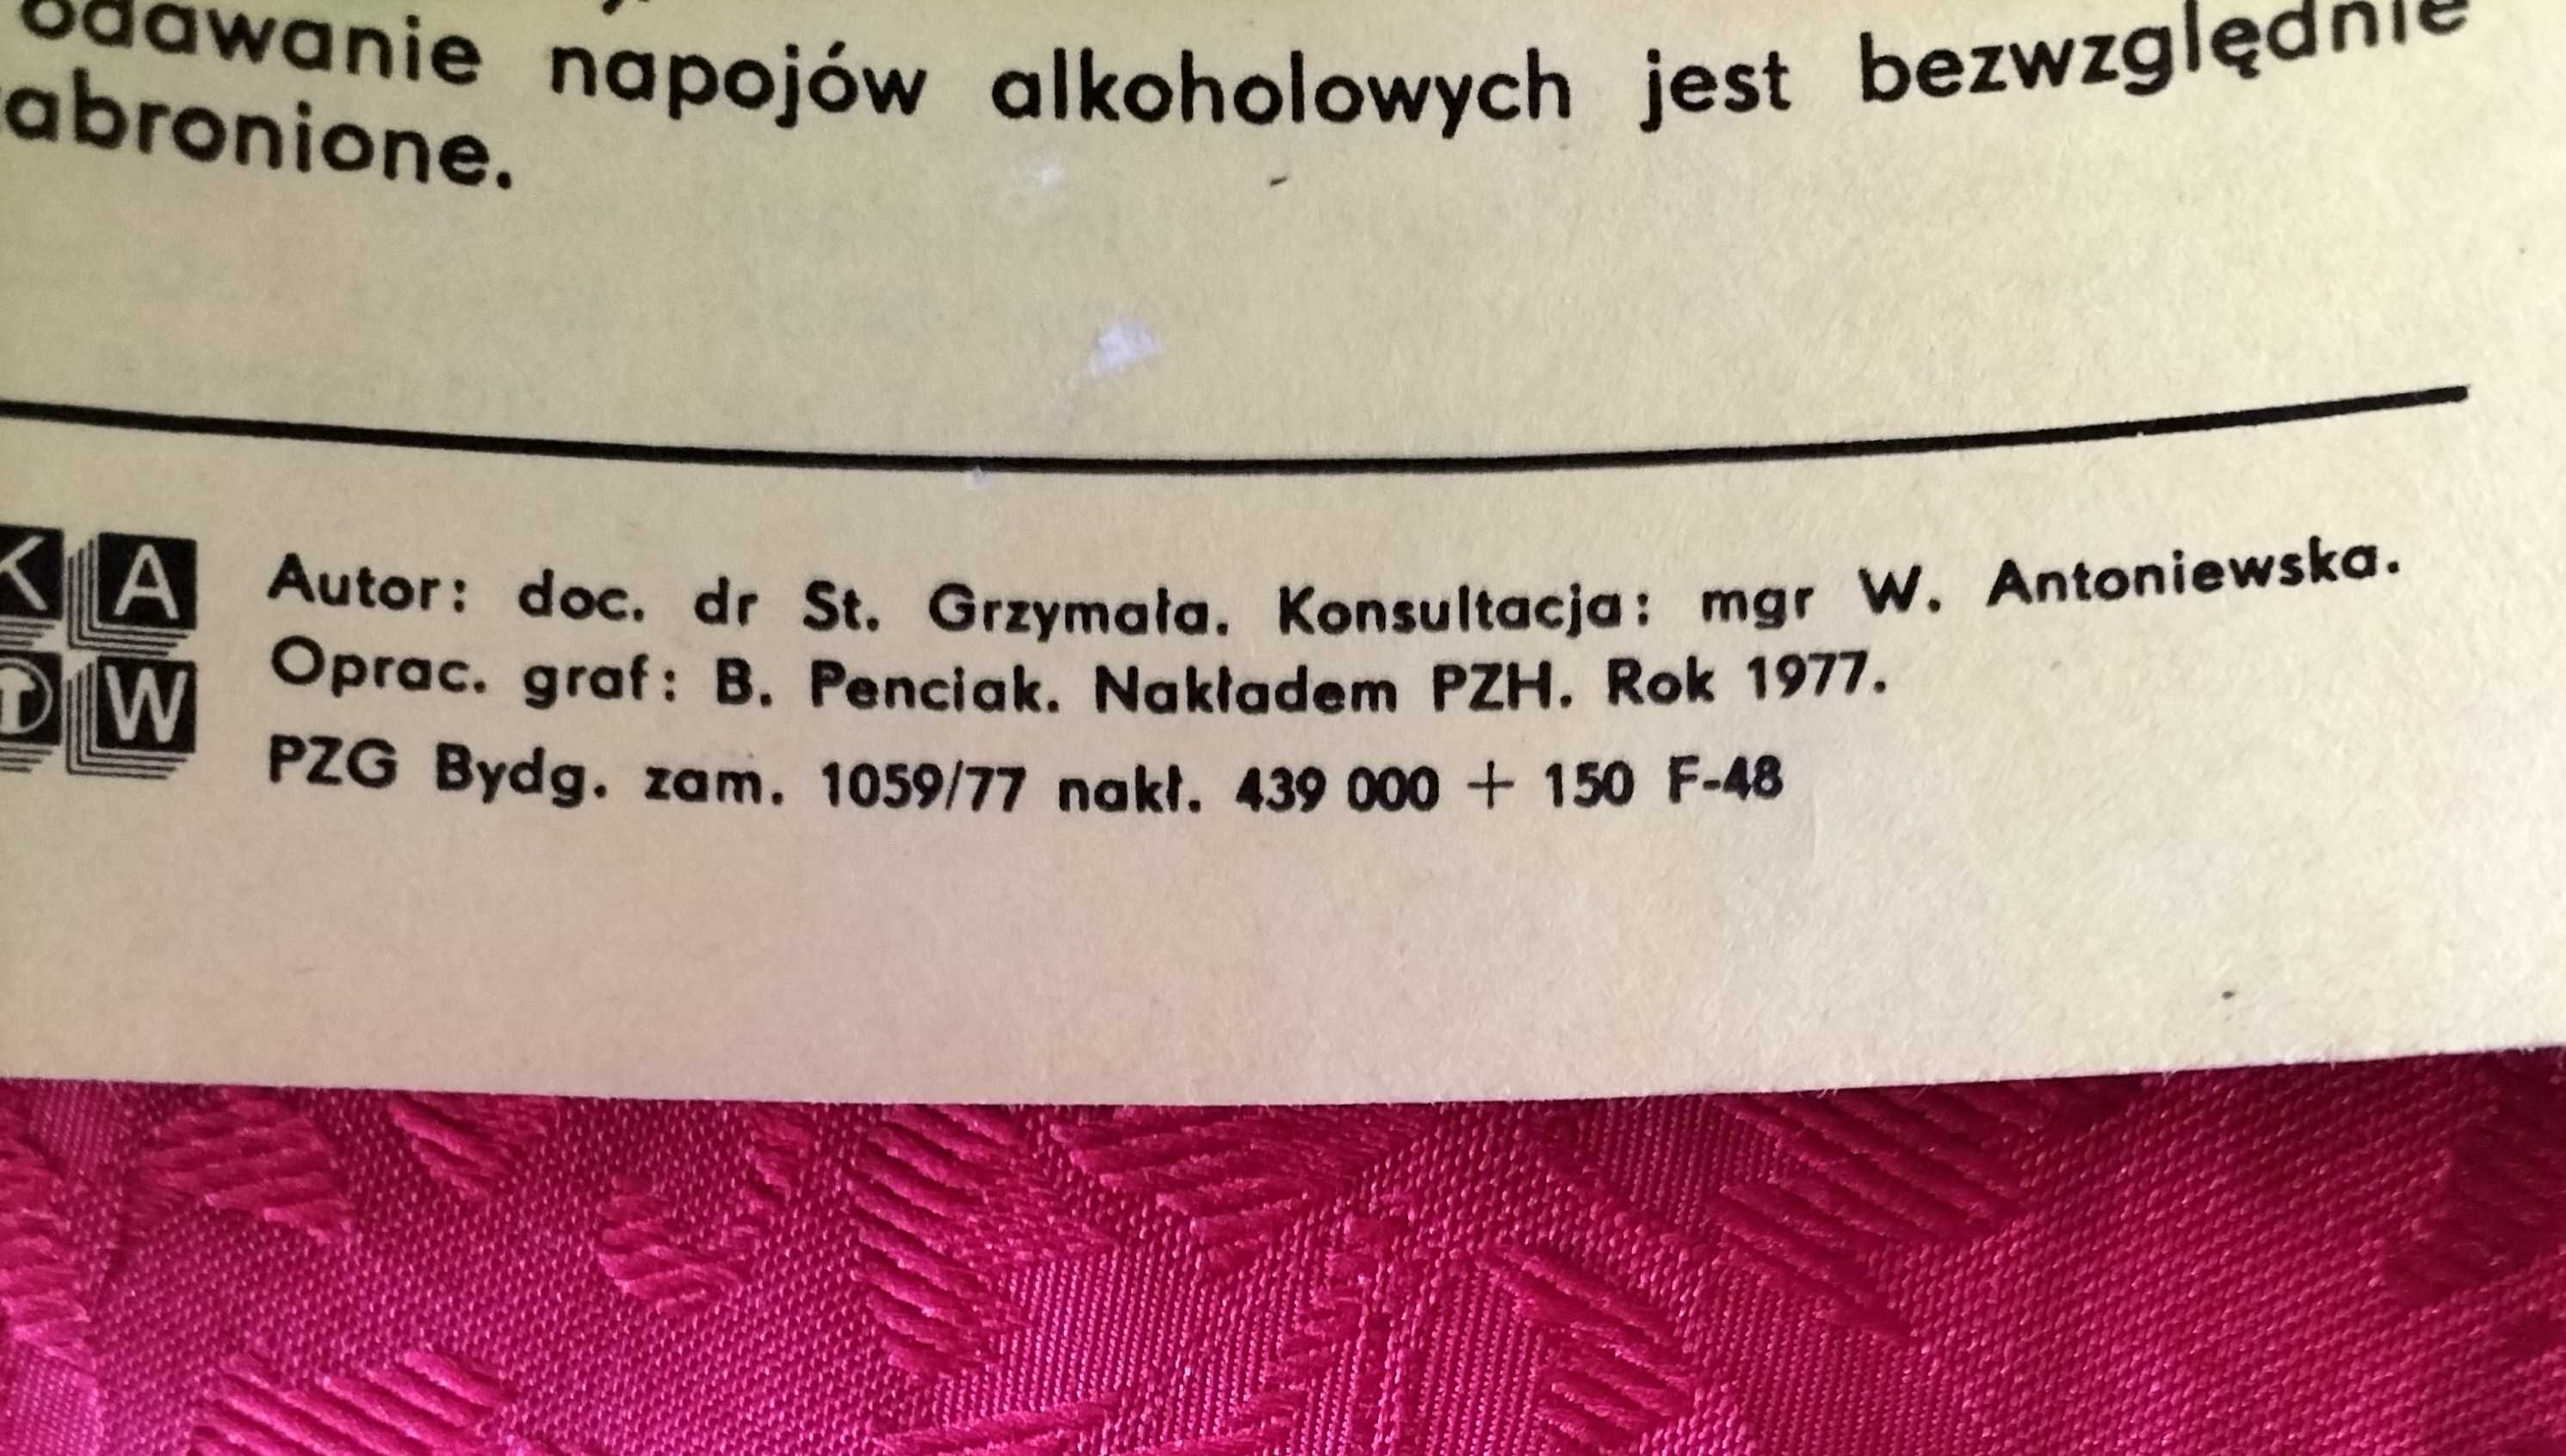 odawanie napojów alkoholowych jest bezwzględnie
abronione.
K A
W
Autor: doc. dr St. Grzymała. Konsultacja: mgr W. Antoniewska.
Oprac. graf: B. Penciak. Nakładem PZH. Rok 1977.
PZG Bydg. zam. 1059/77 nakł. 439 000 + 150 F-48